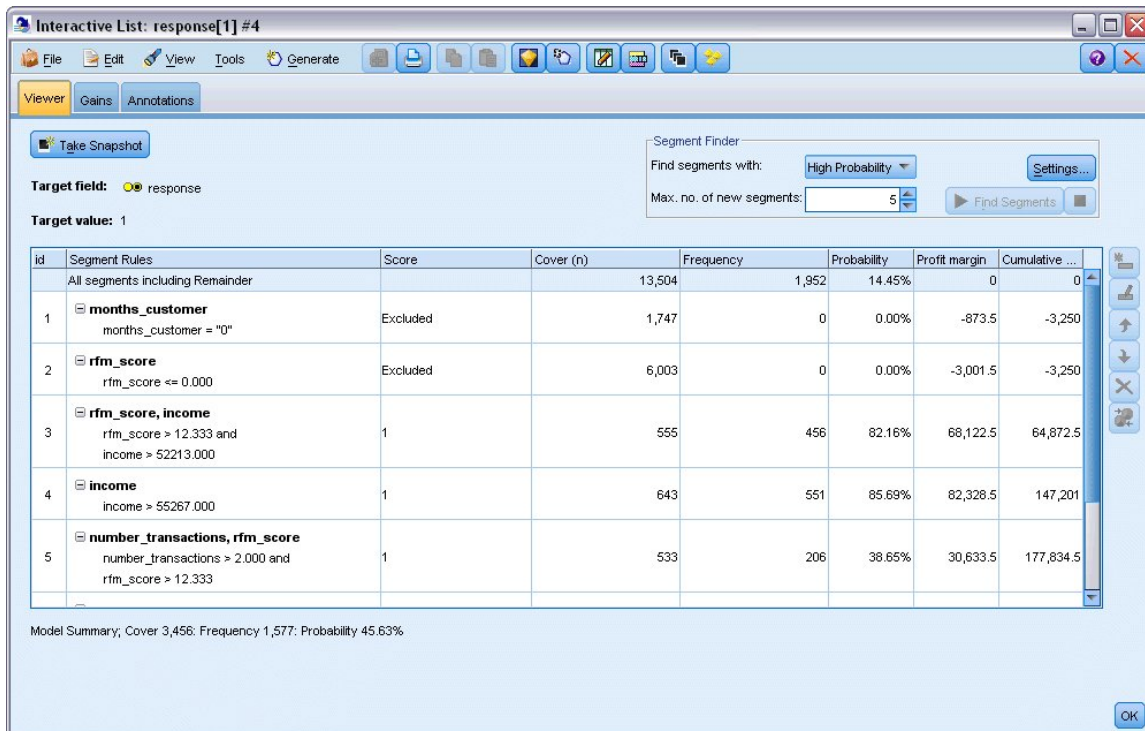 Interactive List: response[1] #4
File Edit View Tools Generate
Viewer Gains Annotations
Take Snapshot
Segment Finder
Find segments with: High Probability Settings...
Max. no. of new segments: 5 Find Segments
Target field: response
Target value: 1
id Segment Rules Score Cover (n) Frequency Probability Profit margin Cumulative ...
All segments including Remainder 13,504 1,952 14.45% 0 0
months_customer
1 months_customer = "0" Excluded 1,747 0 0.00% -873.5 -3,250
rfm_score
2 rfm_score <= 0.000 Excluded 6,003 0 0.00% -3,001.5 -3,250
rfm_score, income
3 rfm_score > 12.333 and 1 555 456 82.16% 68,122.5 64,872.5
income > 52213.000
income
4 income > 55267.000 1 643 551 85.69% 82,328.5 147,201
number_transactions, rfm_score
5 number_transactions > 2.000 and 1 533 206 38.65% 30,633.5 177,834.5
rfm_score > 12.333
Model Summary; Cover 3,456: Frequency 1,577: Probability 45.63%
OK